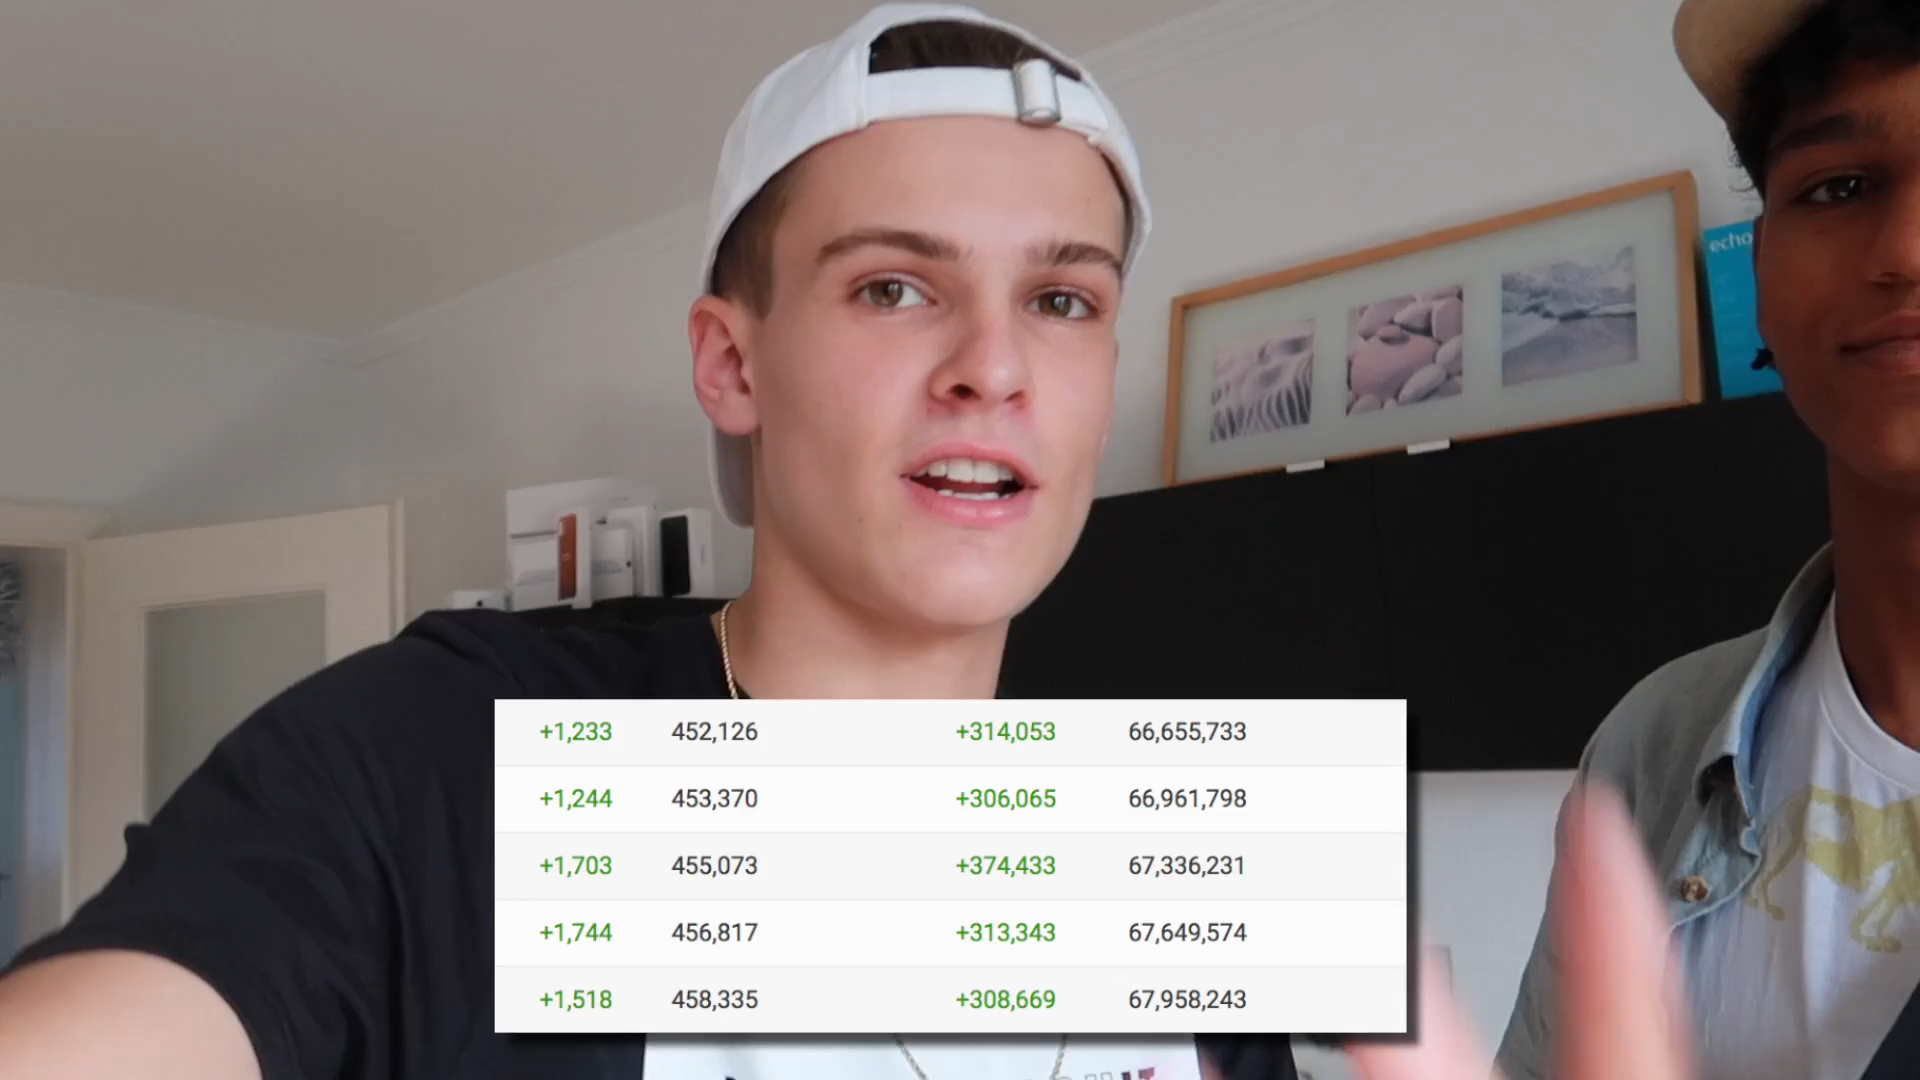 echo
+1,233 452,126 +314,053 66,655,733
+1,244 453,370 +306,065 66,961,798
+1,703 455,073 +374,433 67,336,231
+1,744 456,817 +313,343 67,649,574
+1,518 458,335 +308,669 67,958,243